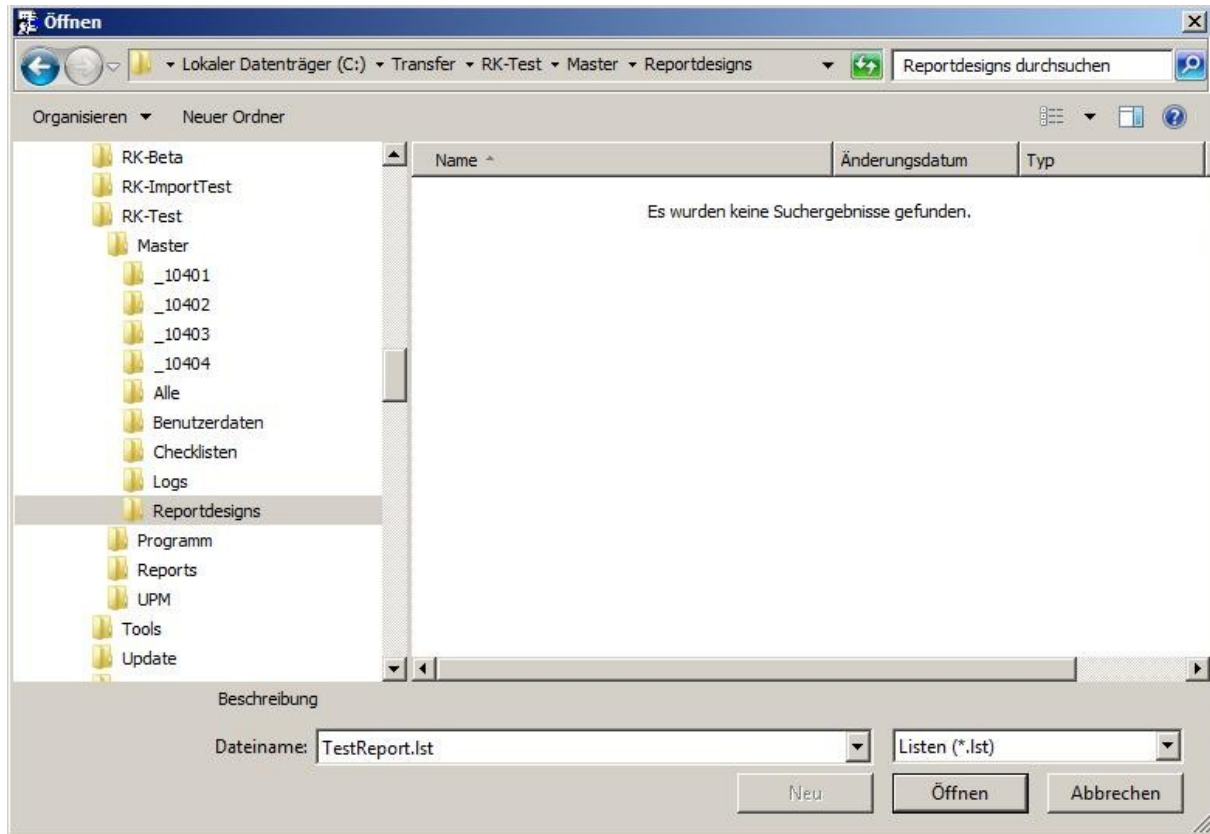 Öffnen
Lokaler Datenträger (C:) Transfer RK-Test Master Reportdesigns Reportdesigns durchsuchen
Organisieren Neuer Ordner
Name Änderungsdatum Typ
Es wurden keine Suchergebnisse gefunden.
RK-Beta
RK-ImportTest
RK-Test
Master
_10401
_10402
_10403
_10404
Alle
Benutzerdaten
Checklisten
Logs
Reportdesigns
Programm
Reports
UPM
Tools
Update
Beschreibung
Dateiname: TestReport.lst Listen (*.lst)
Neu Öffnen Abbrechen